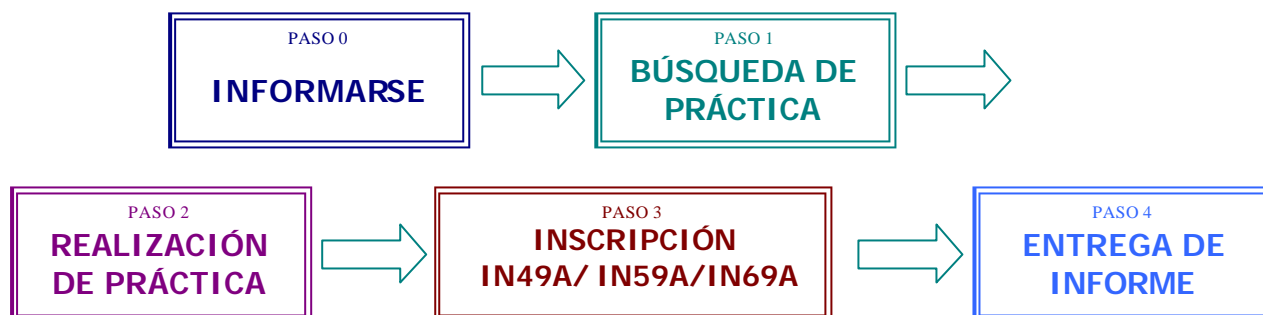 PASO 0
INFORMARSE
PASO 1
BÚSQUEDA DE
PRÁCTICA
PASO 2
REALIZACIÓN
DE PRÁCTICA
PASO 3
INSCRIPCIÓN
IN49A/ IN59A/IN69A
PASO 4
ENTREGA DE
INFORME